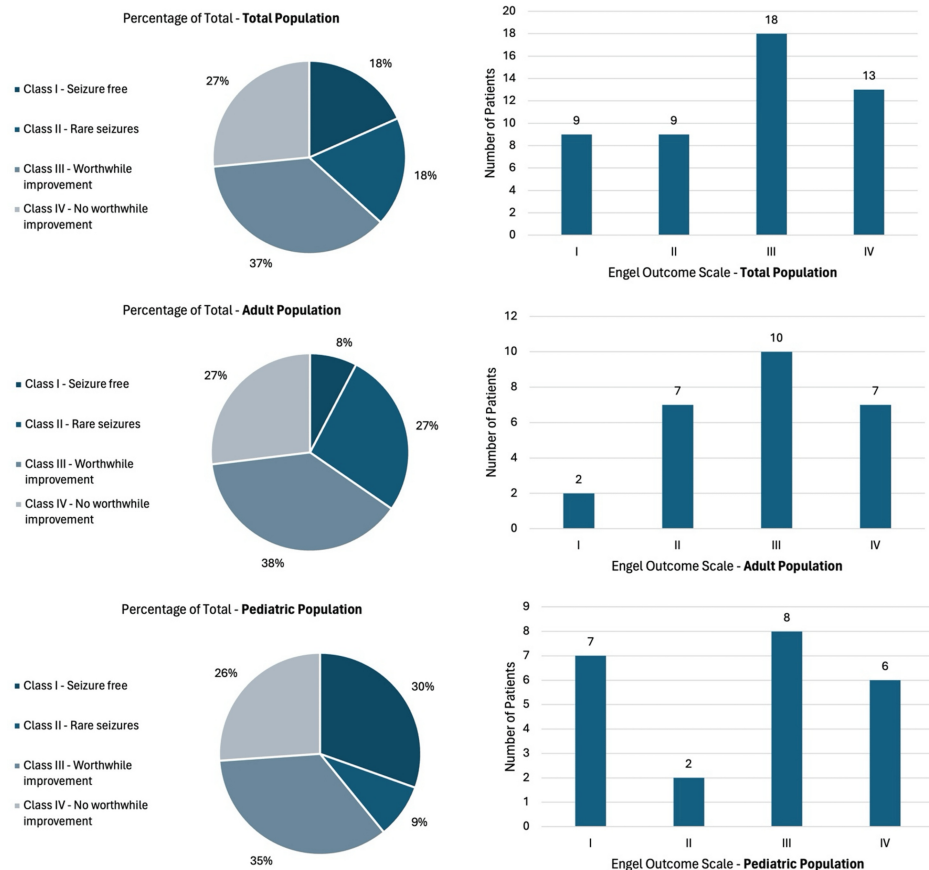 Percentage of Total - Total Population
Class I - Seizure free
Class II - Rare seizures
Class III - Worthwhile
improvement
Class IV - No worthwhile
improvement
18%
18%
37%
27%
Number of Patients
20
18
16
14
12
10
8
6
4
2
0
9
9
18
13
I
II
III
IV
Engel Outcome Scale - Total Population
Percentage of Total - Adult Population
Class I - Seizure free
Class II - Rare seizures
Class III - Worthwhile
improvement
Class IV - No worthwhile
improvement
8%
27%
38%
27%
Number of Patients
12
10
8
6
4
2
0
2
7
10
7
I
II
III
IV
Engel Outcome Scale - Adult Population
Percentage of Total - Pediatric Population
Class I - Seizure free
Class II - Rare seizures
Class III - Worthwhile
improvement
Class IV - No worthwhile
improvement
30%
9%
35%
26%
Number of Patients
9
8
7
6
5
4
3
2
1
0
7
2
8
6
I
II
III
IV
Engel Outcome Scale - Pediatric Population